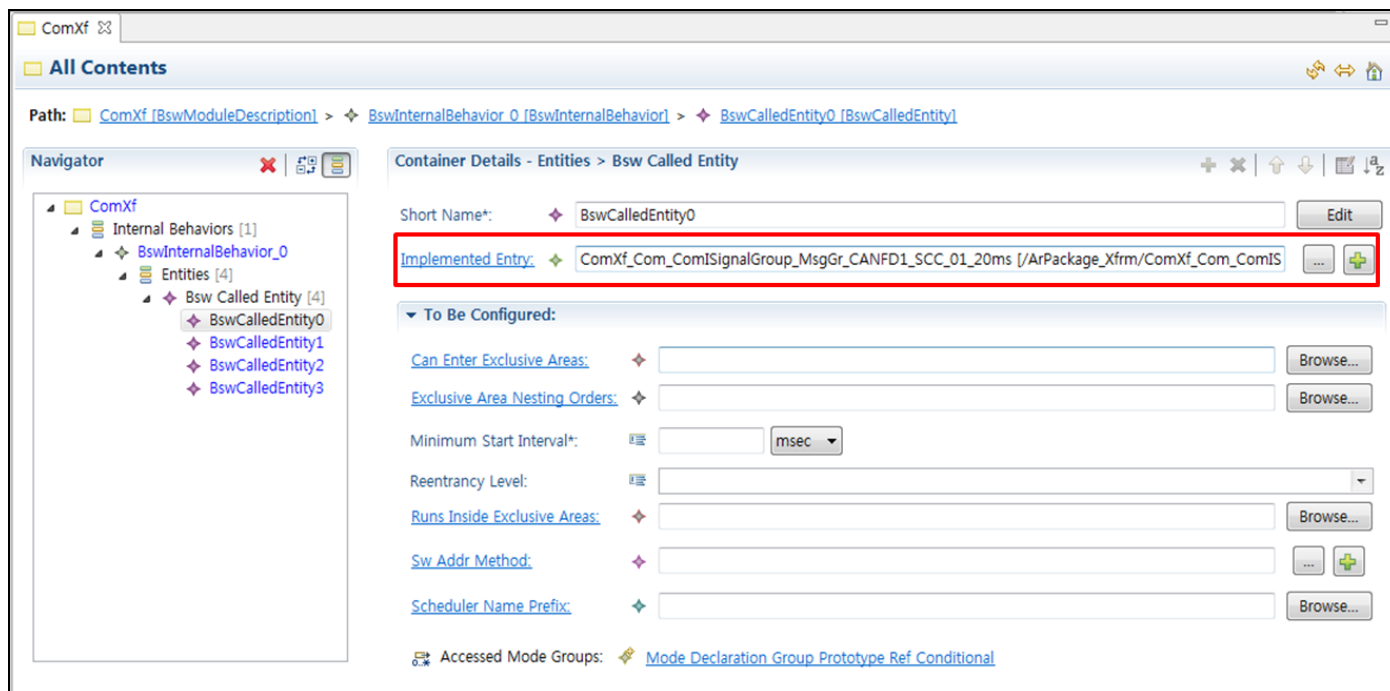 ComXf
All Contents
Path: ComXf [BswModuleDescription] > BswInternalBehavior_0 [BswInternalBehavior] > BswCalledEntity0 [BswCalledEntity]
Navigator
ComXf
Internal Behaviors [1]
BswInternalBehavior_0
Entities [4]
Bsw Called Entity [4]
BswCalledEntity0
BswCalledEntity1
BswCalledEntity2
BswCalledEntity3
Container Details - Entities > Bsw Called Entity
Short Name*: BswCalledEntity0 Edit
Implemented Entry: ComXf_Com_ComISignalGroup_MsgGr_CANFD1_SCC_01_20ms [/ArPackage_Xfrm/ComXf_Com_ComIS ...
To Be Configured:
Can Enter Exclusive Areas: Browse...
Exclusive Area Nesting Orders: Browse...
Minimum Start Interval*: msec
Reentrancy Level:
Runs Inside Exclusive Areas: Browse...
Sw Addr Method: ...
Scheduler Name Prefix: Browse...
Accessed Mode Groups: Mode Declaration Group Prototype Ref Conditional